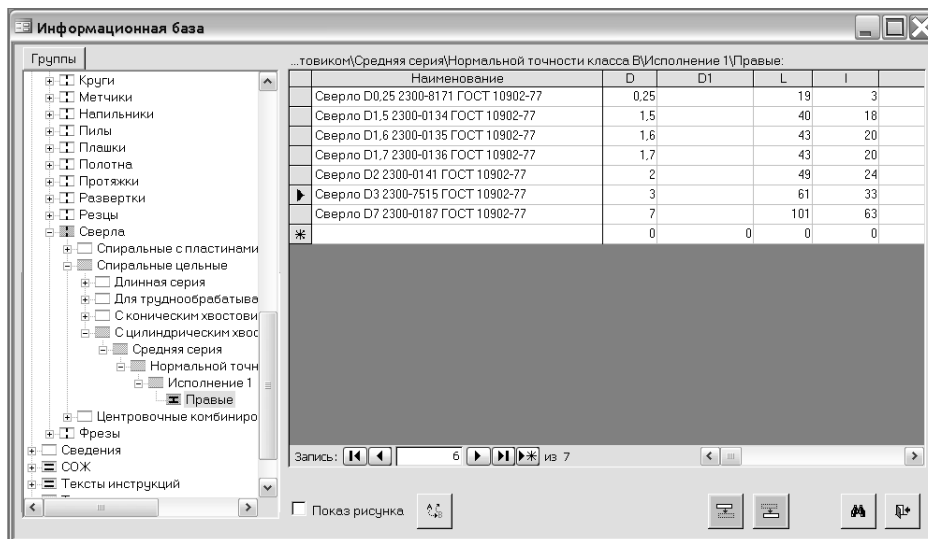 Информационная база
Группы
Круги
Метчики
Напильники
Пилы
Плашки
Полотна
Протяжки
Развертки
Резцы
Сверла
Спиральные с пластинами
Спиральные цельные
Длинная серия
Для труднообрабатыва
С коническим хвостови
С цилиндрическим хвос
Средняя серия
Нормальной точн
Исполнение 1
Правые
Центровочные комбиниро
Фрезы
Сведения
СОЖ
Тексты инструкций
...товиком\Средняя серия\Нормальной точности класса В\Исполнение 1\Правые:
Наименование D D1 L l
Сверло D0,25 2300-8171 ГОСТ 10902-77 0,25 19 3
Сверло D1,5 2300-0134 ГОСТ 10902-77 1,5 40 18
Сверло D1,6 2300-0135 ГОСТ 10902-77 1,6 43 20
Сверло D1,7 2300-0136 ГОСТ 10902-77 1,7 43 20
Сверло D2 2300-0141 ГОСТ 10902-77 2 49 24
Сверло D3 2300-7515 ГОСТ 10902-77 3 61 33
Сверло D7 2300-0187 ГОСТ 10902-77 7 101 63
0 0 0 0
Запись: 6 из 7
Показ рисунка